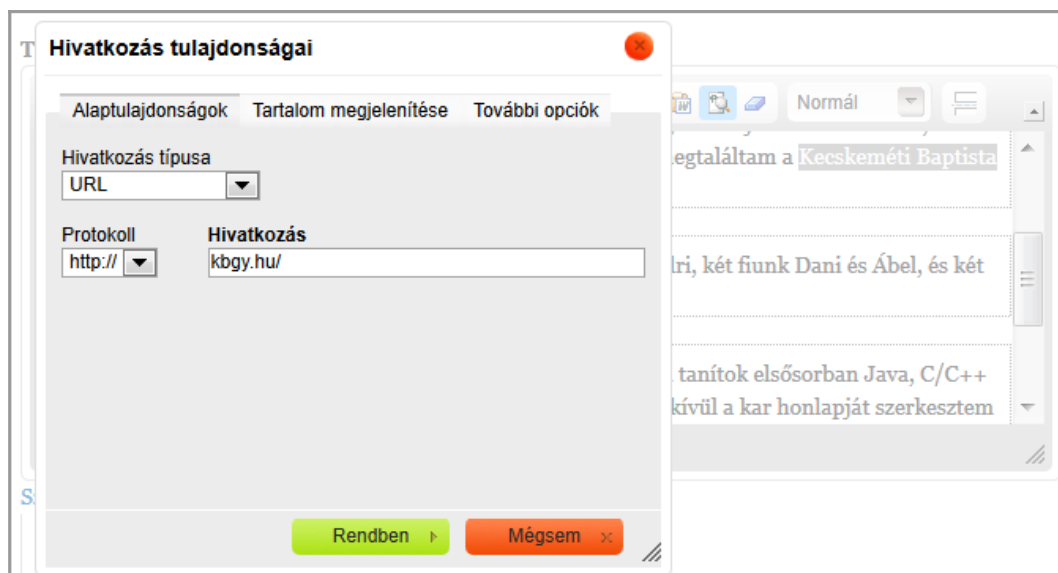 T
Hivatkozás tulajdonságai
Alaptulajdonságok Tartalom megjelenítése További opciók
Normál
Hivatkozás típusa
URL
egtaláltam a Kecskeméti Baptista
Protokoll Hivatkozás
http:// kbgy.hu/
ri, két fiunk Dani és Ábel, és két
tanítok elsősorban Java, C/C++
kívül a kar honlapját szerkesztem
S
Rendben Mégsem